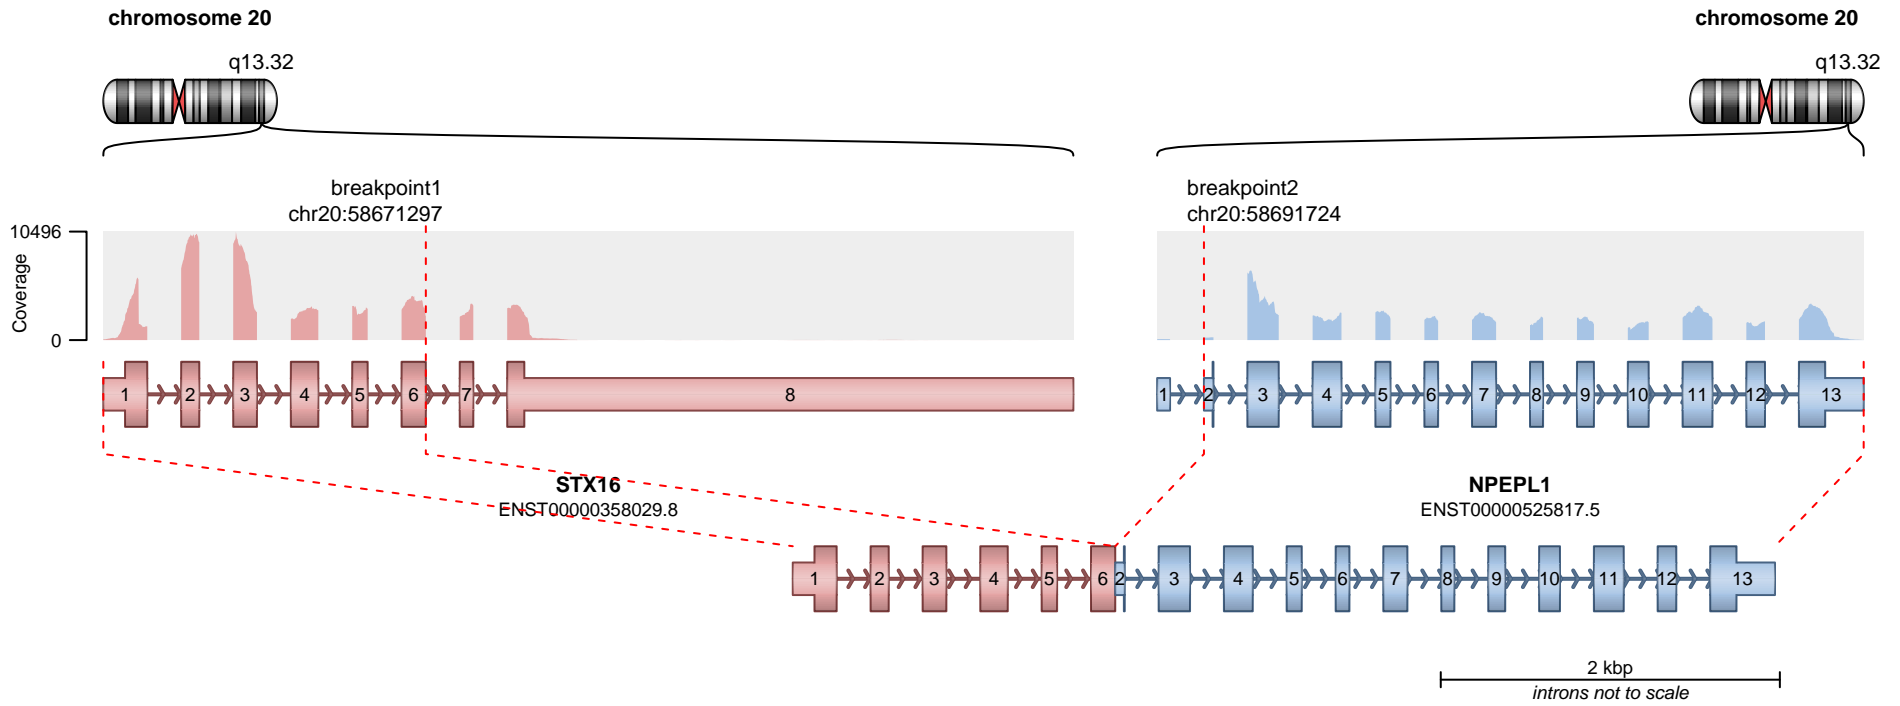 chromosome 20
chromosome 20
q13.32
q13.32
breakpoint1
chr20:58671297
breakpoint2
chr20:58691724
10496
Coverage
0
1 2 3 4 5 6 7 8
1 2 3 4 5 6 7 8 9 10 11 12 13
STX16
ENST00000358029.8
NPEPL1
ENST00000525817.5
1 2 3 4 5 6 2 3 4 5 6 7 8 9 10 11 12 13
2 kbp
introns not to scale